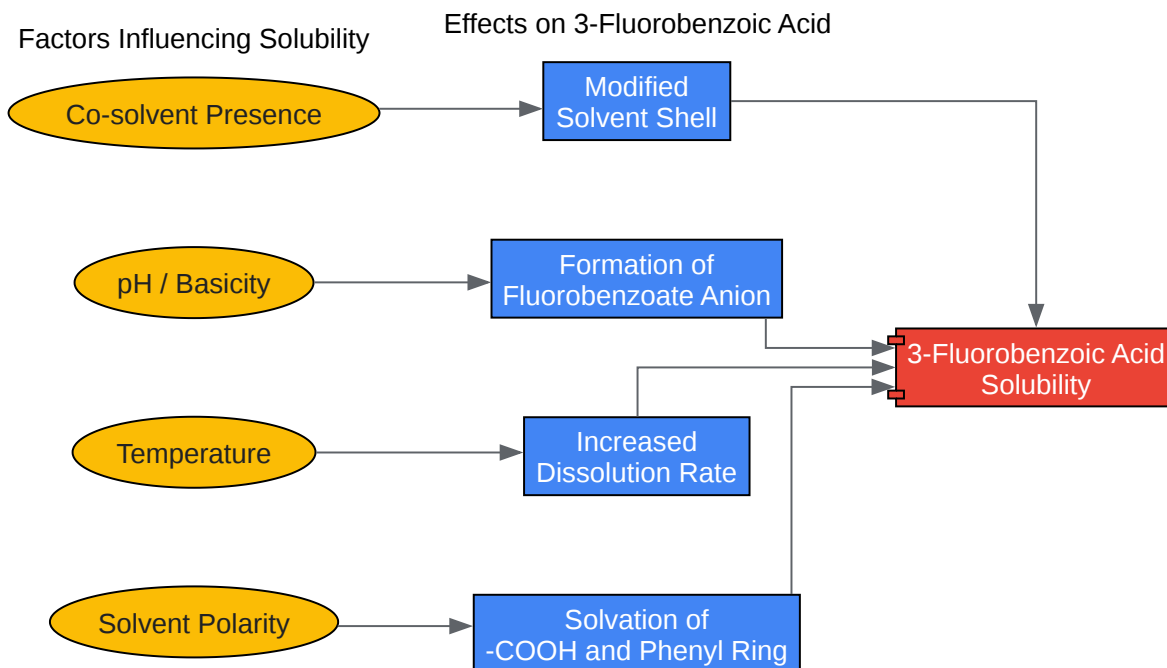 Factors Influencing Solubility
Effects on 3-Fluorobenzoic Acid
Co-solvent Presence
Modified
Solvent Shell
pH / Basicity
Formation of
Fluorobenzoate Anion
3-Fluorobenzoic Acid
Solubility
Temperature
Increased
Dissolution Rate
Solvent Polarity
Solvation of
-COOH and Phenyl Ring